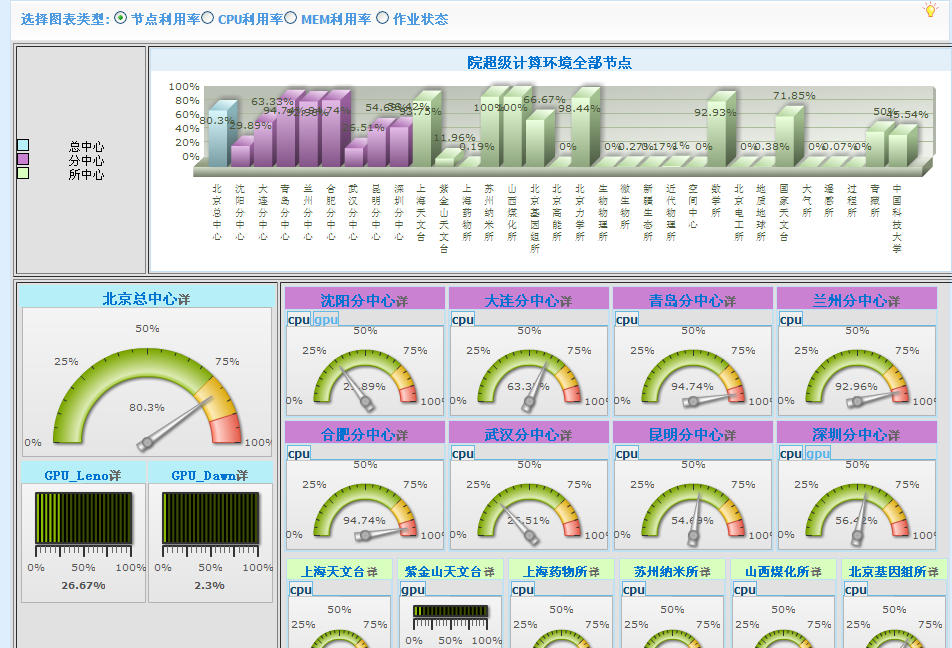 选择图表类型: 节点利用率 CPU利用率 MEM利用率 作业状态
院超级计算环境全部节点
总中心
分中心
所中心
100%
80%
60%
40%
20%
0%
80.3% 29.89% 63.33% 94.74% 92.96% 94.74% 26.51% 54.69% 56.42% 93.75% 11.96% 0.19% 100% 100% 66.67% 0% 98.44% 0% 0.27% 0.17% 1% 0% 92.93% 0% 0.38% 71.85% 0% 0.07% 0% 50% 45.54%
北京总中心
沈阳分中心
大连分中心
青岛分中心
兰州分中心
合肥分中心
武汉分中心
昆明分中心
深圳分中心
上海天文台
紫金山天文台
上海药物所
苏州纳米所
山西煤化所
北京基因组所
北京高能所
北京力学所
生物物理所
微生物所
新疆生态所
近代物理所
空间中心
数学所
北京电工所
地质地球所
国家天文台
大气所
遥感所
过程所
青藏所
中国科技大学
北京总中心详
0% 25% 50% 75% 100%
80.3%
GPU_Leno详 GPU_Dawn详
0% 50% 100% 0% 50% 100%
26.67% 2.3%
沈阳分中心详 大连分中心详 青岛分中心详 兰州分中心详
cpu gpu cpu cpu cpu
50% 50% 50% 50%
25% 75% 25% 75% 25% 75% 25% 75%
29.89% 63.33% 94.74% 92.96%
0% 100% 0% 100% 0% 100% 0% 100%
合肥分中心详 武汉分中心详 昆明分中心详 深圳分中心详
cpu cpu cpu cpu gpu
50% 50% 50% 50%
25% 75% 25% 75% 25% 75% 25% 75%
94.74% 26.51% 54.69% 56.42%
0% 100% 0% 100% 0% 100% 0% 100%
上海天文台详 紫金山天文台详 上海药物所详 苏州纳米所详 山西煤化所详 北京基因组所详
cpu gpu cpu cpu cpu cpu
50% 50% 50% 50% 50%
25% 75% 25% 75% 25% 75% 25% 75% 25% 75%
0% 50% 100%